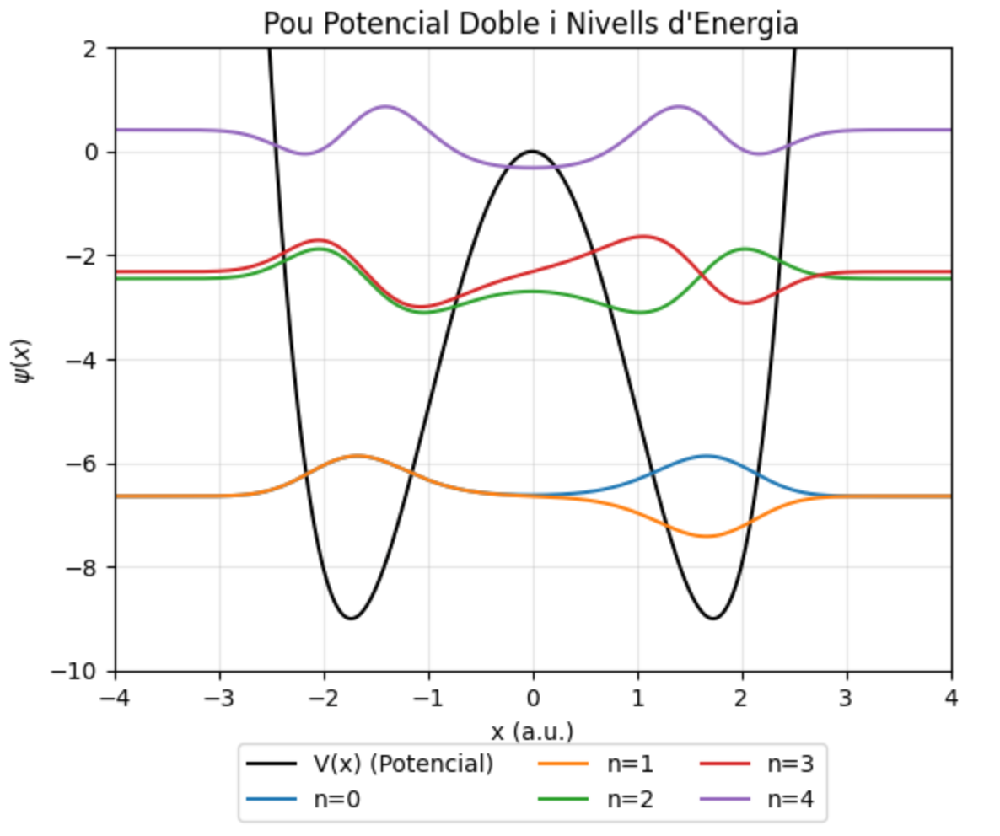 Pou Potencial Doble i Nivells d'Energia
2
0
−2
−4
−6
−8
−10
ψ(x)
−4 −3 −2 −1 0 1 2 3 4
x (a.u.)
V(x) (Potencial) n=1 n=3
n=0 n=2 n=4